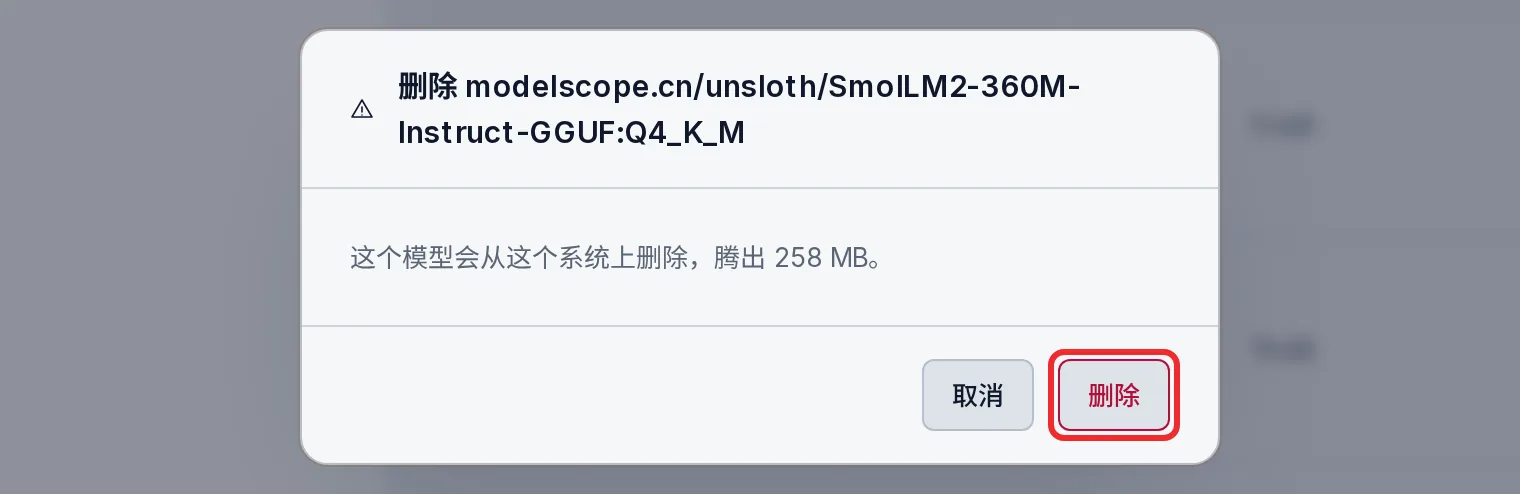 删除 modelscope.cn/unsloth/SmolLM2-360M-
Instruct-GGUF:Q4_K_M
这个模型会从这个系统上删除，腾出 258 MB。
取消
删除